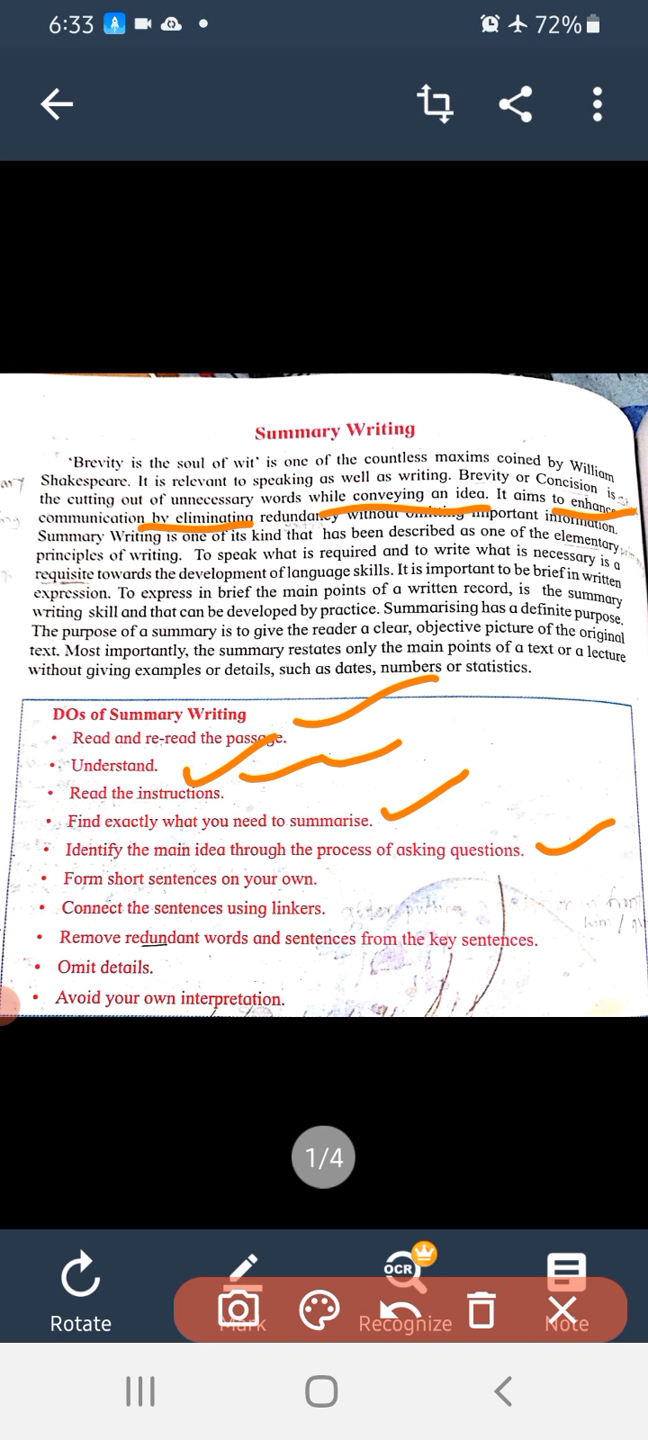 6:33
72%
Summary Writing
'Brevity is the soul of wit' is one of the countless maxims coined by William
Shakespeare. It is relevant to speaking as well as writing. Brevity or Concision is
the cutting out of unnecessary words while conveying an idea. It aims to enhance
communication by eliminating redundancy without omitting important information.
Summary Writing is one of its kind that has been described as one of the elementary
principles of writing. To speak what is required and to write what is necessary is a
requisite towards the development of language skills. It is important to be brief in written
expression. To express in brief the main points of a written record, is the summary
writing skill and that can be developed by practice. Summarising has a definite purpose.
The purpose of a summary is to give the reader a clear, objective picture of the original
text. Most importantly, the summary restates only the main points of a text or a lecture
without giving examples or details, such as dates, numbers or statistics.
DOs of Summary Writing
• Read and re-read the passage.
• Understand.
• Read the instructions.
• Find exactly what you need to summarise.
• Identify the main idea through the process of asking questions.
• Form short sentences on your own.
• Connect the sentences using linkers.
• Remove redundant words and sentences from the key sentences.
• Omit details.
• Avoid your own interpretation.
1/4
OCR
Rotate Mark Recognize Note